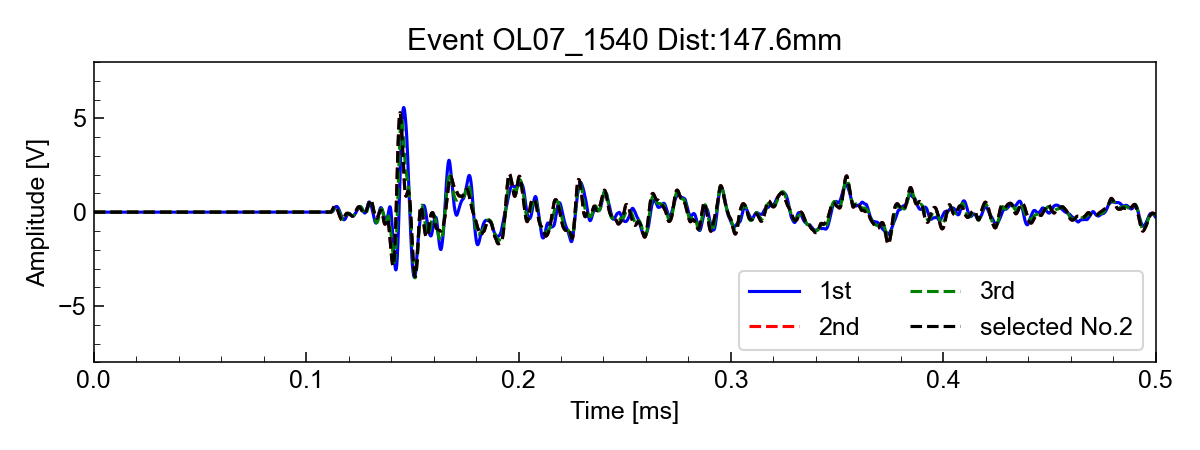 Event OL07_1540 Dist:147.6mm
Amplitude [V]
5
0
−5
1st
2nd
3rd
selected No.2
0.0 0.1 0.2 0.3 0.4 0.5
Time [ms]